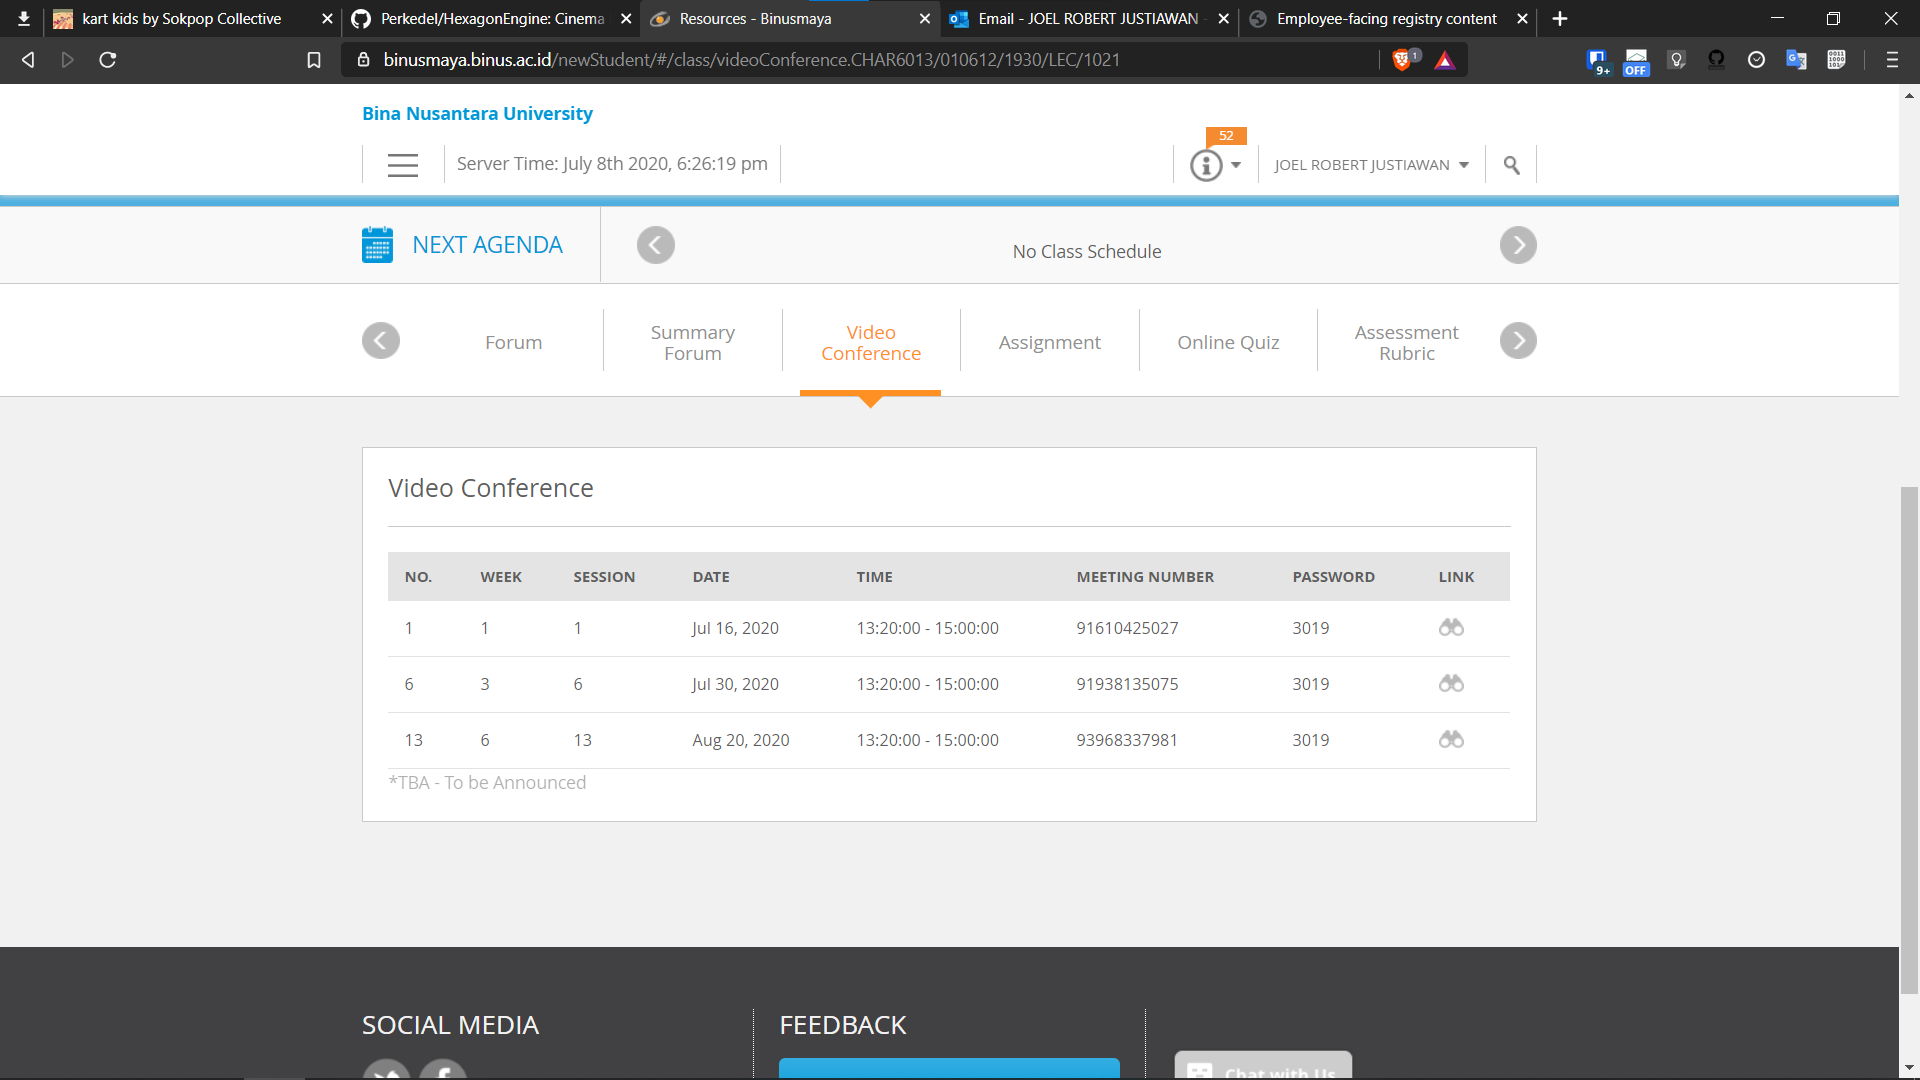 kart kids by Sokpop Collective
Perkedel/HexagonEngine: Cinema
Resources - Binusmaya
Email - JOEL ROBERT JUSTIAWAN -
Employee-facing registry content
binusmaya.binus.ac.id/newStudent/#/class/videoConference.CHAR6013/010612/1930/LEC/1021
1
9+
OFF
Bina Nusantara University
Server Time: July 8th 2020, 6:26:19 pm
52
JOEL ROBERT JUSTIAWAN
NEXT AGENDA
No Class Schedule
Forum
Summary Forum
Video Conference
Assignment
Online Quiz
Assessment Rubric
Video Conference
NO. WEEK SESSION DATE TIME MEETING NUMBER PASSWORD LINK
1 1 1 Jul 16, 2020 13:20:00 - 15:00:00 91610425027 3019
6 3 6 Jul 30, 2020 13:20:00 - 15:00:00 91938135075 3019
13 6 13 Aug 20, 2020 13:20:00 - 15:00:00 93968337981 3019
*TBA - To be Announced
SOCIAL MEDIA
FEEDBACK
Chat with Us